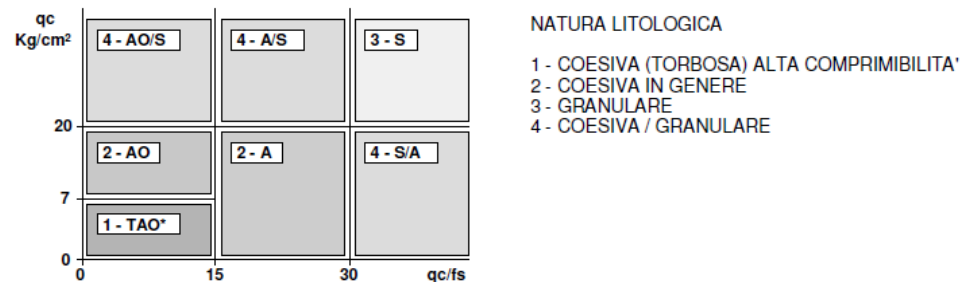 qc
Kg/cm²
4 - AO/S
4 - A/S
3 - S
20
2 - AO
2 - A
4 - S/A
7
1 - TAO*
0
0
15
30
qc/fs
NATURA LITOLOGICA
1 - COESIVA (TORBOSA) ALTA COMPRIMIBILITA'
2 - COESIVA IN GENERE
3 - GRANULARE
4 - COESIVA / GRANULARE